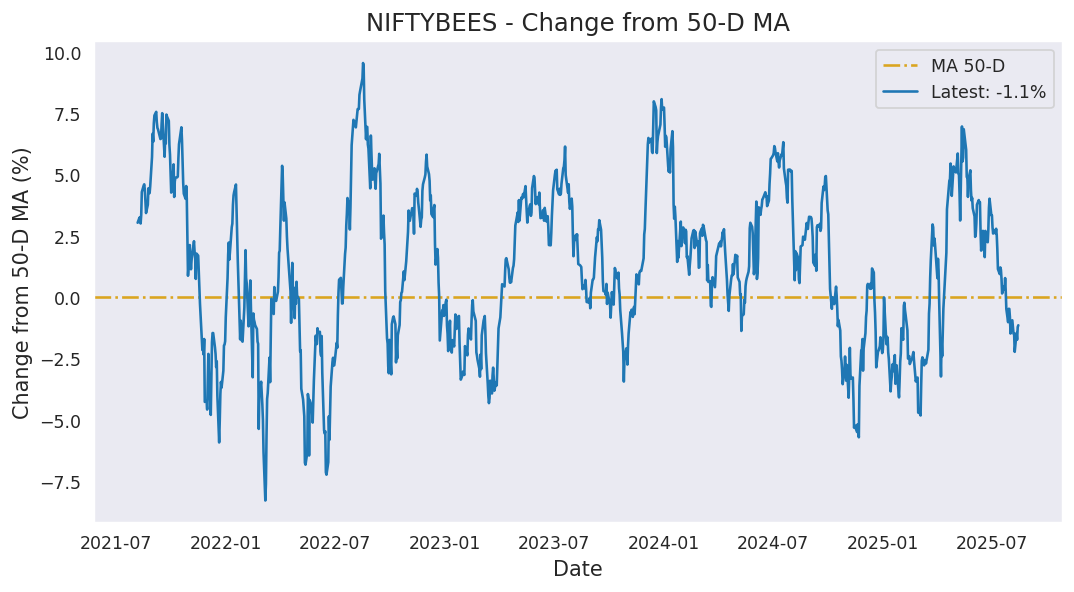 NIFTYBEES - Change from 50-D MA
MA 50-D
Latest: -1.1%
Change from 50-D MA (%)
10.0
7.5
5.0
2.5
0.0
−2.5
−5.0
−7.5
2021-07 2022-01 2022-07 2023-01 2023-07 2024-01 2024-07 2025-01 2025-07
Date